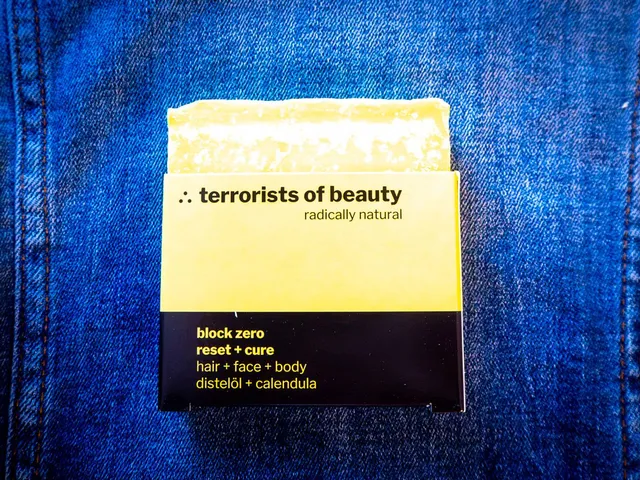 ∴ terrorists of beauty
radically natural
block zero
reset + cure
hair + face + body
distelöl + calendula